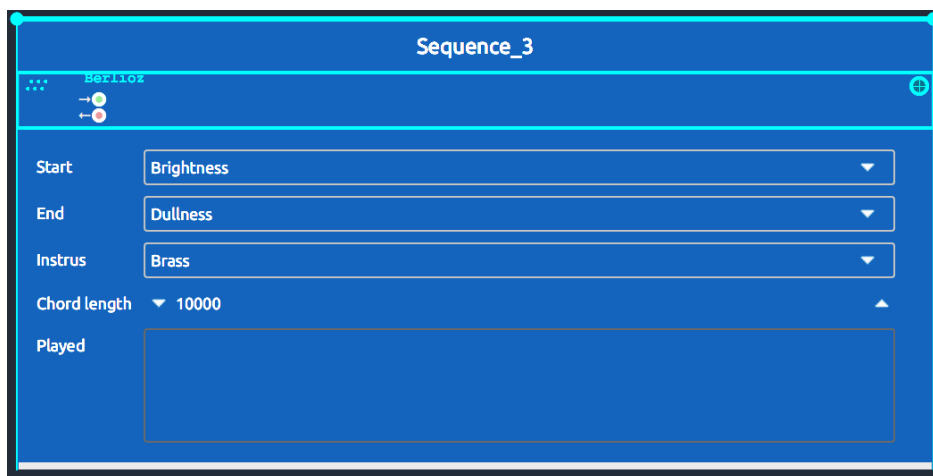 Sequence_3
Berlioz
Start Brightness
End Dullness
Instrus Brass
Chord length 10000
Played